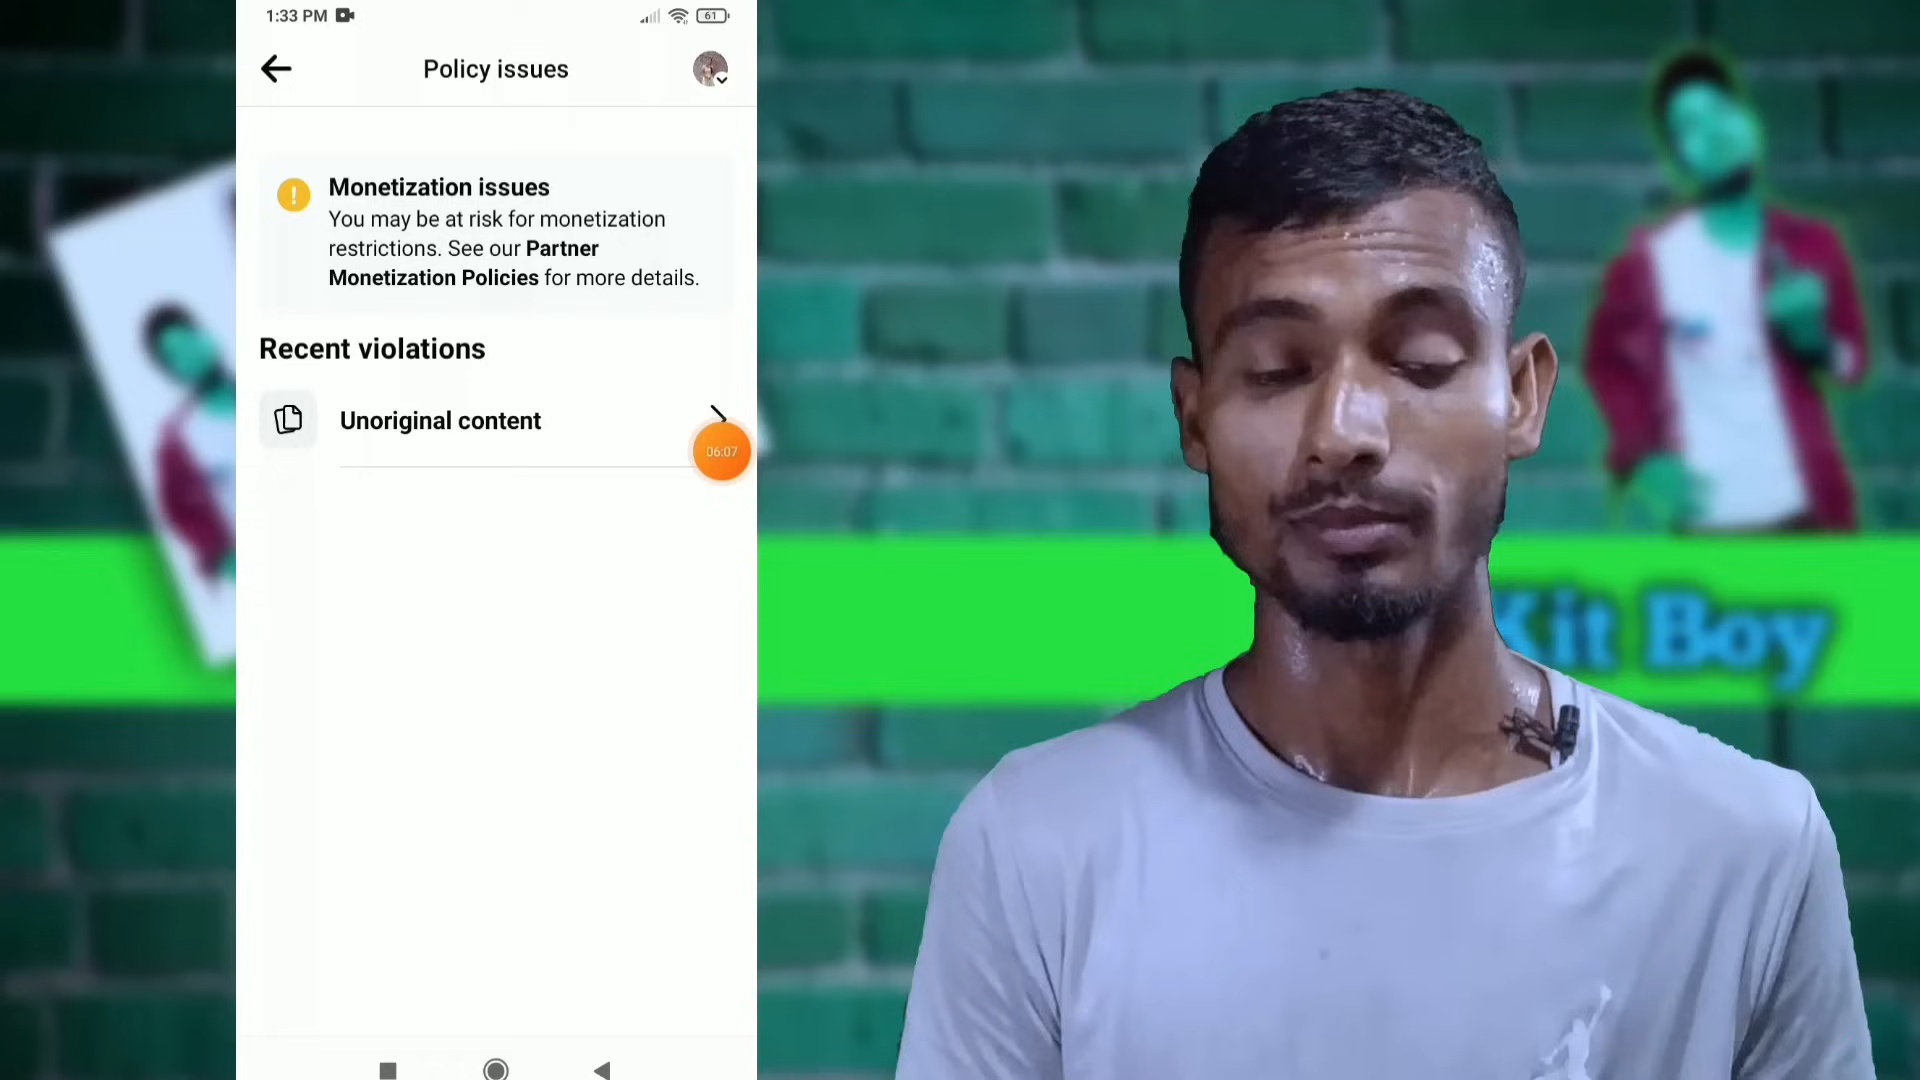 1:33 PM
61
Policy issues
Monetization issues
You may be at risk for monetization
restrictions. See our Partner
Monetization Policies for more details.
Recent violations
Unoriginal content
06:07
Kit Boy